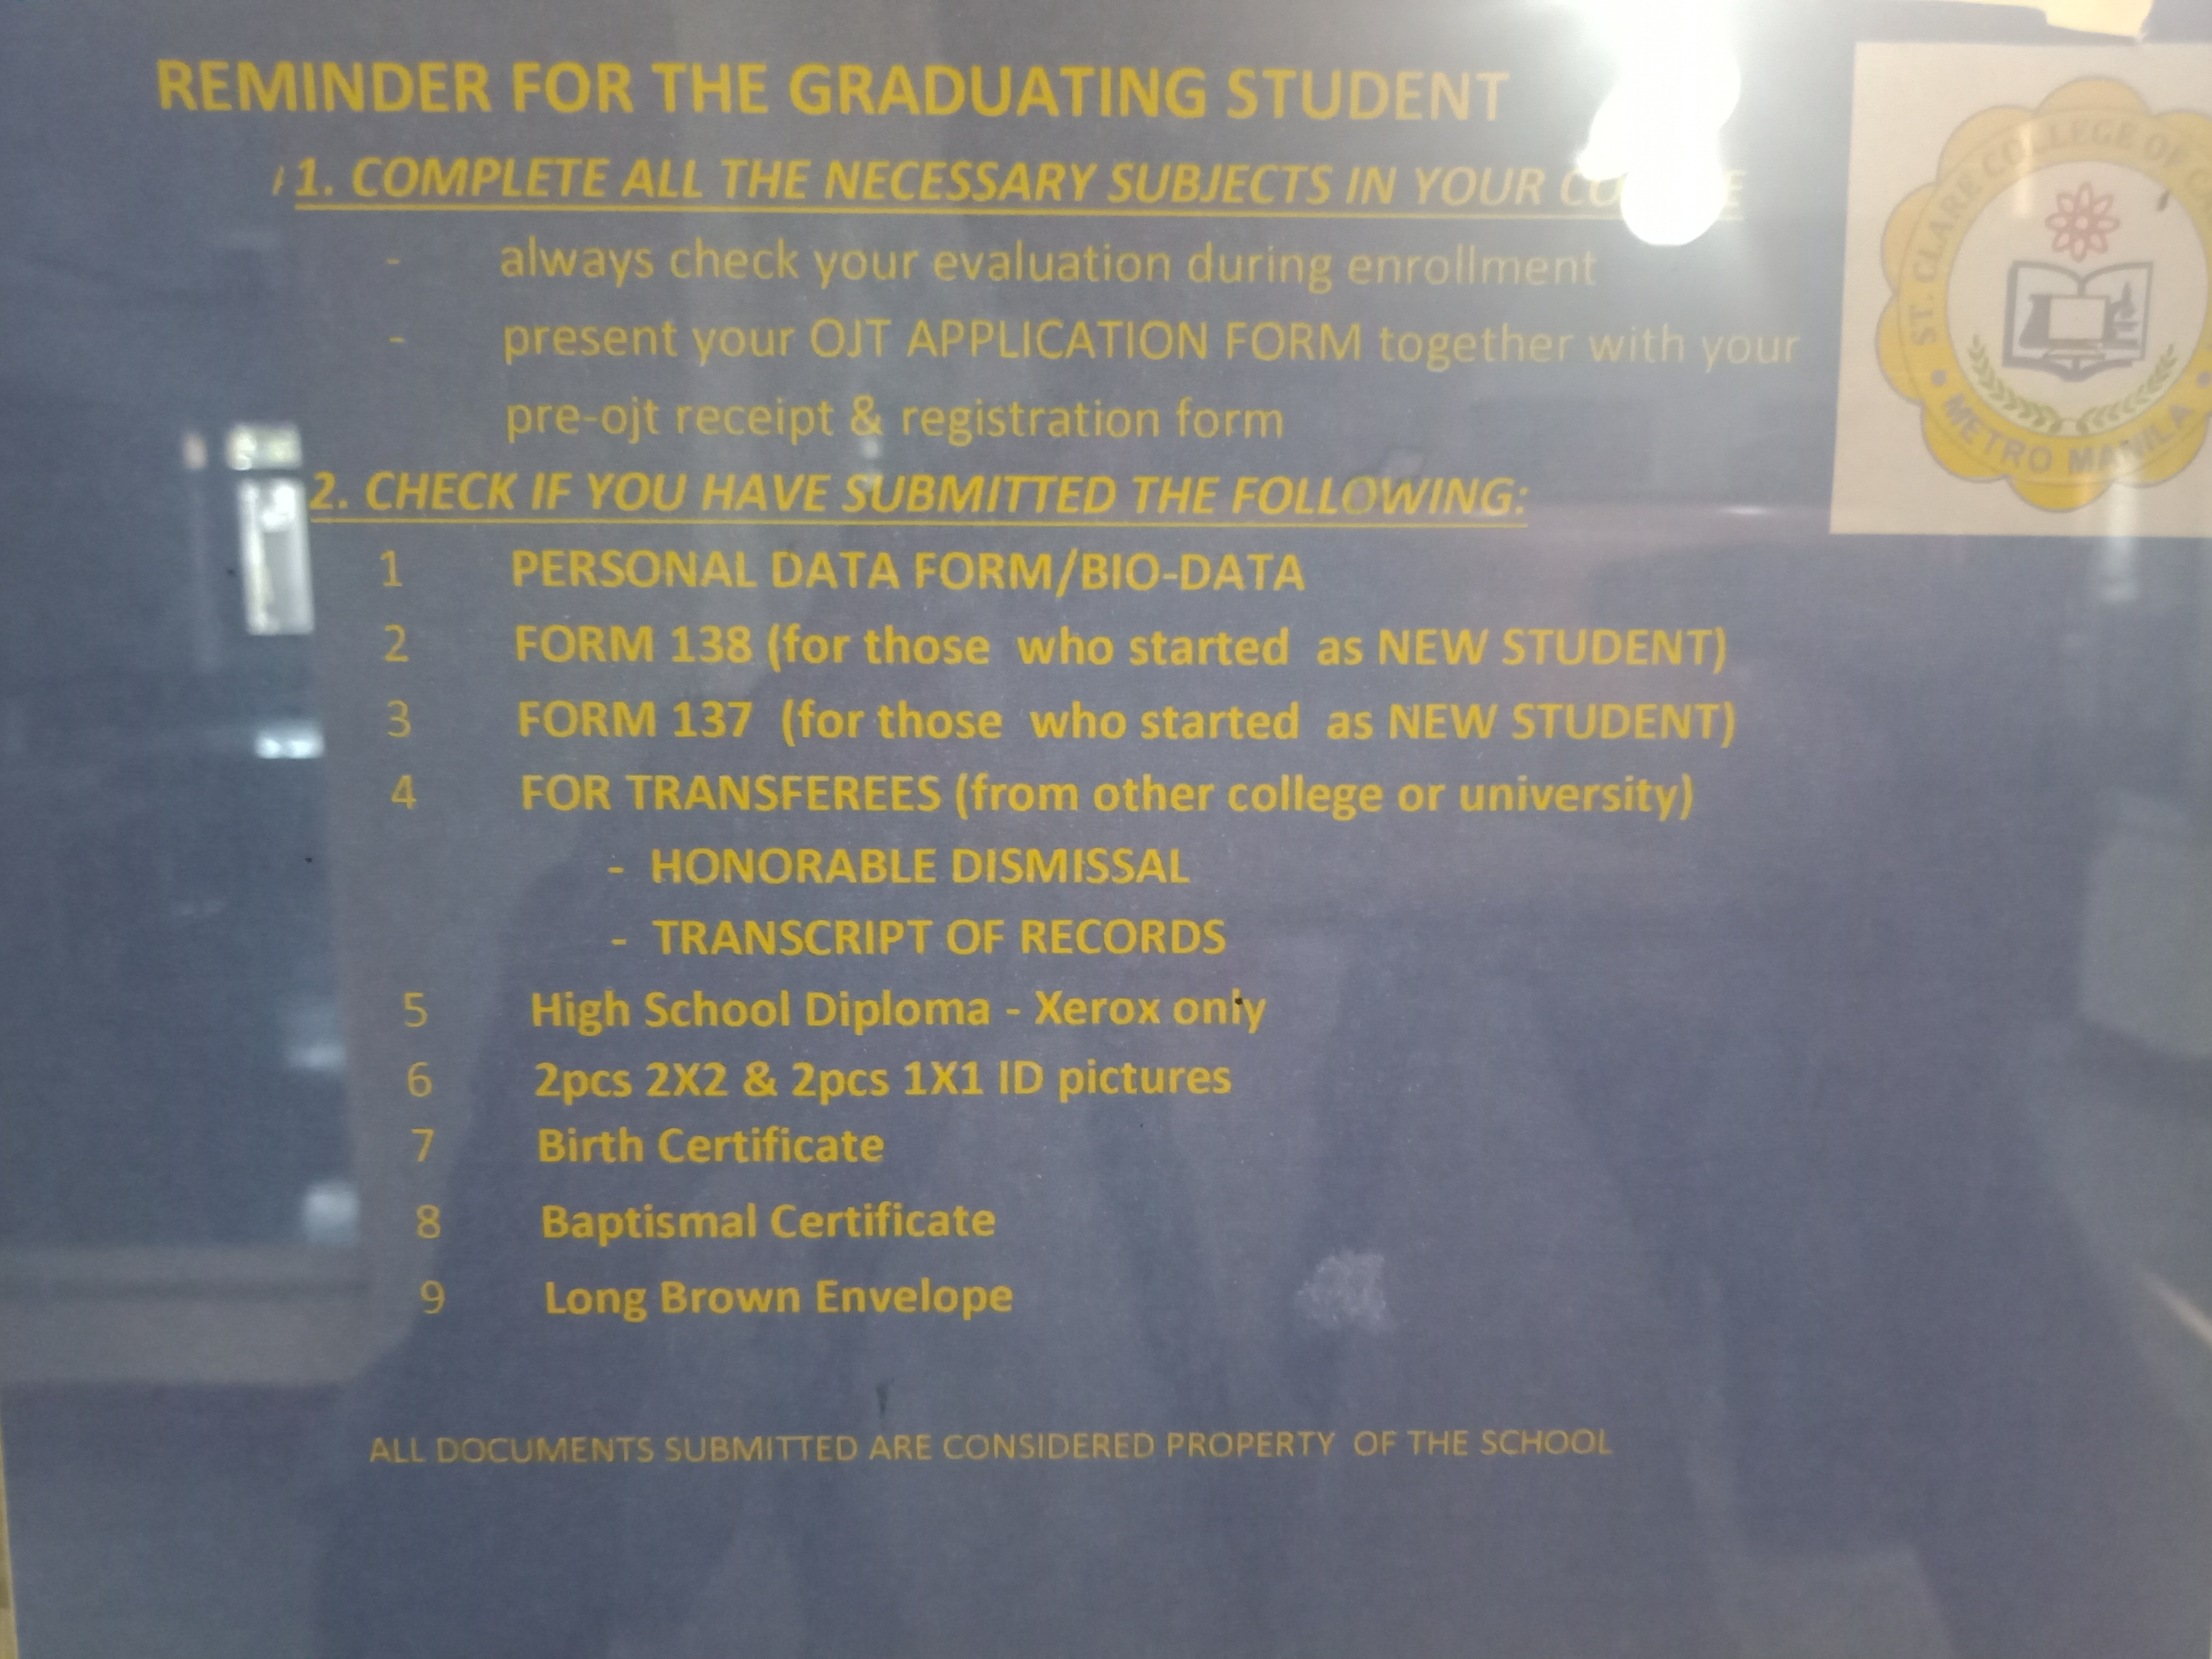 REMINDER FOR THE GRADUATING STUDENT
1. COMPLETE ALL THE NECESSARY SUBJECTS IN YOUR
- always check your evaluation during enrollment
- present your OJT APPLICATION FORM together with your
pre-ojt receipt & registration form
2. CHECK IF YOU HAVE SUBMITTED THE FOLLOWING:
1 PERSONAL DATA FORM/BIO-DATA
2 FORM 138 (for those who started as NEW STUDENT)
3 FORM 137 (for those who started as NEW STUDENT)
4 FOR TRANSFEREES (from other college or university)
- HONORABLE DISMISSAL
- TRANSCRIPT OF RECORDS
5 High School Diploma - Xerox only
6 2pcs 2X2 & 2pcs 1X1 ID pictures
7 Birth Certificate
8 Baptismal Certificate
9 Long Brown Envelope
ALL DOCUMENTS SUBMITTED ARE CONSIDERED PROPERTY OF THE SCHOOL
ST. CLARE COLLEGE OF
METRO MANILA